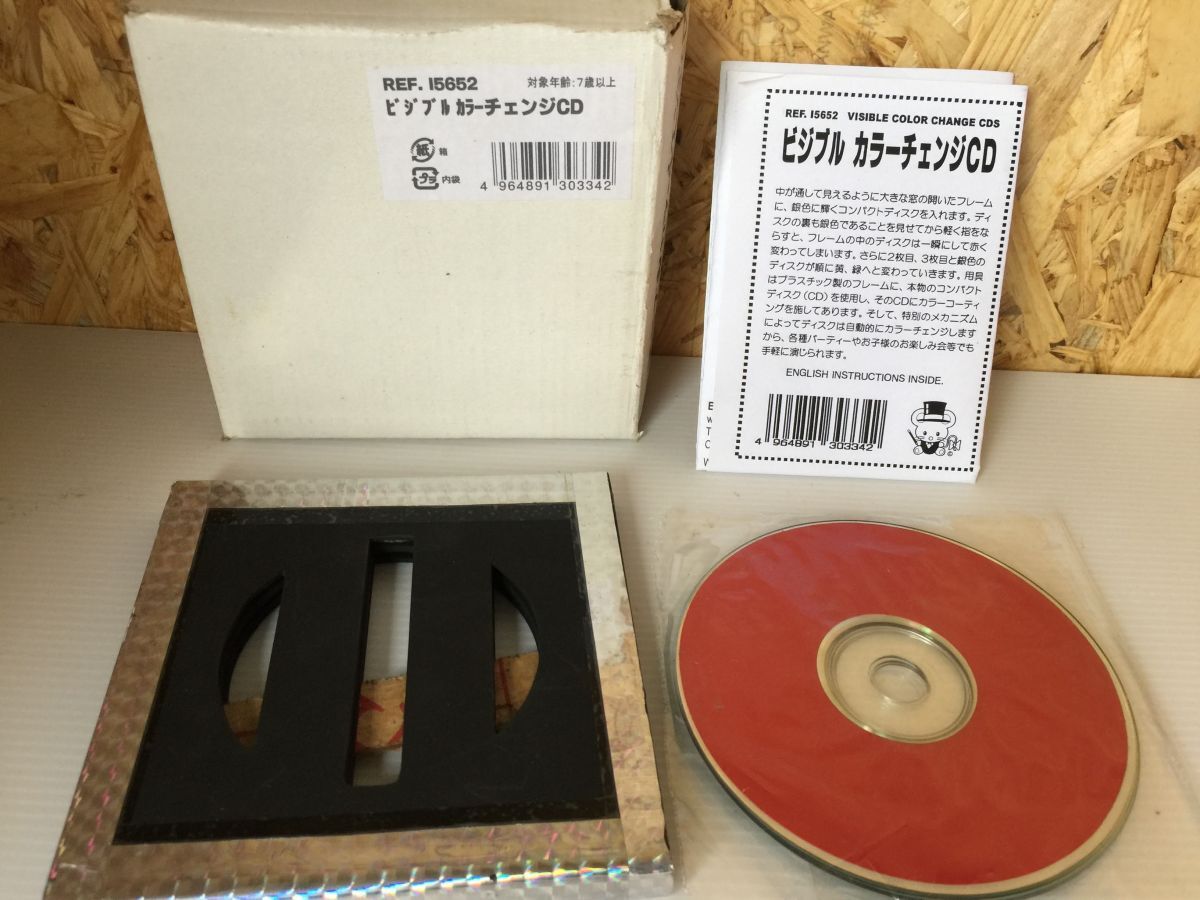 REF. I5652 対象年齢：7歳以上
ビジブル カラーチェンジCD
紙 箱
プラ 内袋
4 964891 303342
REF. I5652 VISIBLE COLOR CHANGE CDS
ビジブル カラーチェンジCD
中が通して見えるように大きな窓の開いたフレーム
に、銀色に輝くコンパクトディスクを入れます。ディ
スクの裏も銀色であることを見せてから軽く指をな
らすと、フレームの中のディスクは一瞬にして赤く
変わってしまいます。さらに2枚目、3枚目と銀色の
ディスクが順に黄、緑へと変わっていきます。用具
はプラスチック製のフレームに、本物のコンパクト
ディスク（CD）を使用し、そのCDにカラーコーティ
ングを施してあります。そして、特別のメカニズム
によってディスクは自動的にカラーチェンジします
から、各種パーティーやお子様のお楽しみ会等でも
手軽に演じられます。
ENGLISH INSTRUCTIONS INSIDE.
4 964891 303342